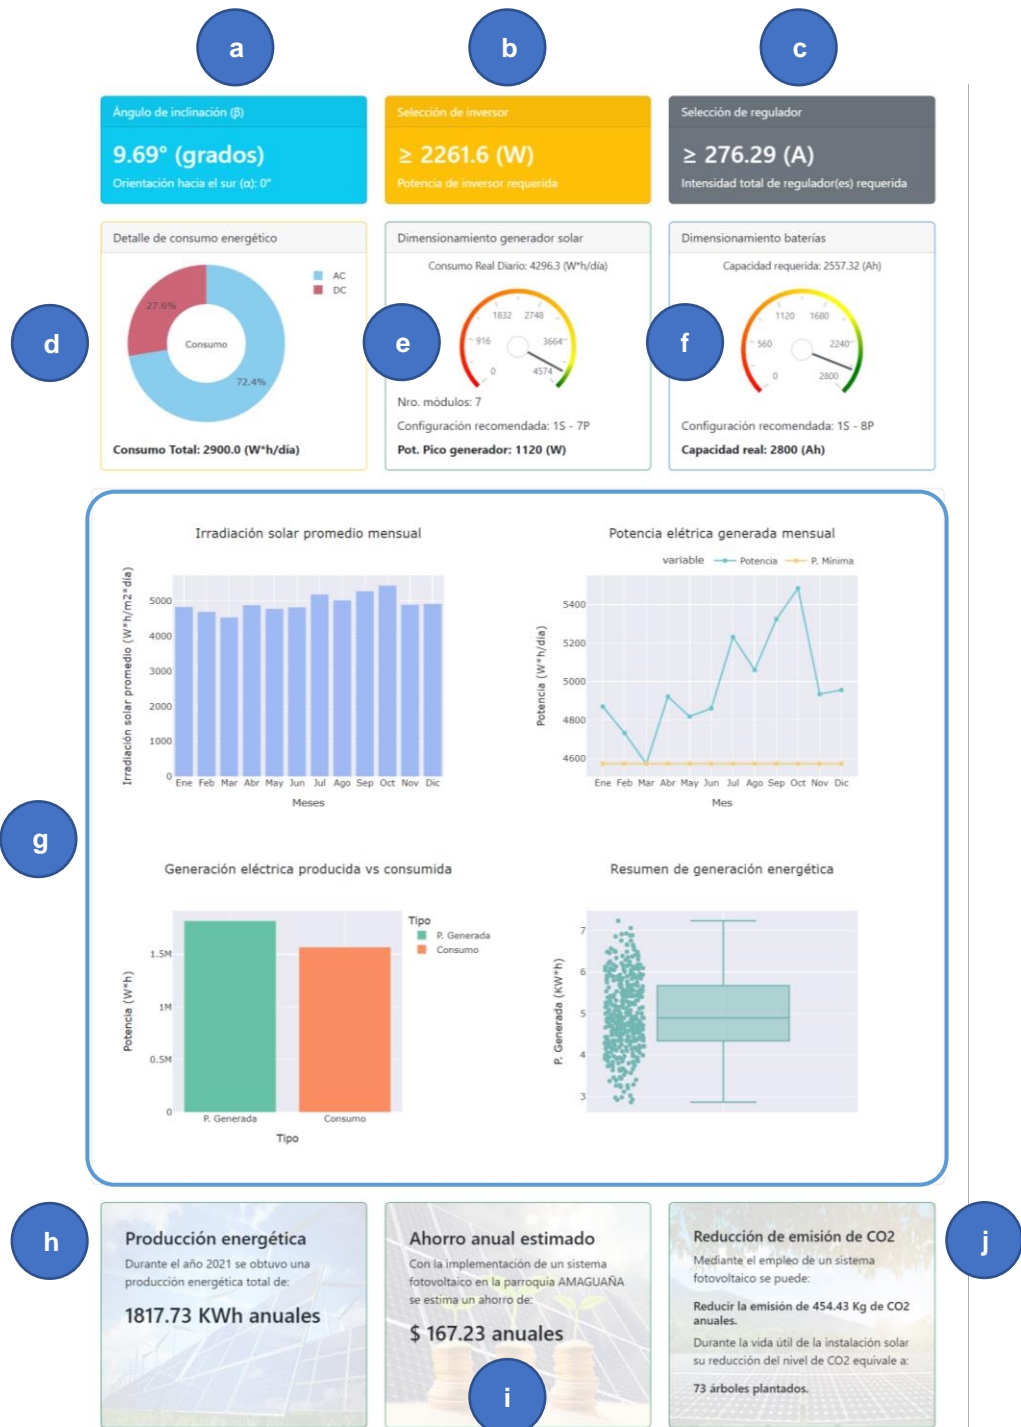 a
b
c
Ángulo de inclinación (β)
9.69° (grados)
Orientación hacia el sur (α): 0°
Selección de inversor
≥ 2261.6 (W)
Potencia de inversor requerida
Selección de regulador
≥ 276.29 (A)
Intensidad total de regulador(es) requerida
d
Detalle de consumo energético
AC
DC
27.6%
Consumo
72.4%
Consumo Total: 2900.0 (W*h/día)
e
Dimensionamiento generador solar
Consumo Real Diario: 4296.3 (W*h/día)
0
916
1832
2748
3664
4574
Nro. módulos: 7
Configuración recomendada: 1S - 7P
Pot. Pico generador: 1120 (W)
f
Dimensionamiento baterías
Capacidad requerida: 2557.32 (Ah)
0
560
1120
1680
2240
2800
Configuración recomendada: 1S - 8P
Capacidad real: 2800 (Ah)
g
Irradiación solar promedio mensual
Irradiación solar promedio (W*h/m2*día)
5000
4000
3000
2000
1000
0
Ene Feb Mar Abr May Jun Jul Ago Sep Oct Nov Dic
Meses
Potencia elétrica generada mensual
variable Potencia P. Mínima
Potencia (W*h/día)
5400
5200
5000
4800
4600
Ene Feb Mar Abr May Jun Jul Ago Sep Oct Nov Dic
Mes
Generación eléctrica producida vs consumida
Tipo
P. Generada
Consumo
Potencia (W*h)
1.5M
1M
0.5M
0
P. Generada Consumo
Tipo
Resumen de generación energética
P. Generada (KW*h)
7
6
5
4
3
h
Producción energética
Durante el año 2021 se obtuvo una
producción energética total de:
1817.73 KWh anuales
Ahorro anual estimado
Con la implementación de un sistema
fotovoltaico en la parroquia AMAGUAÑA
se estima un ahorro de:
$ 167.23 anuales
i
Reducción de emisión de CO2
Mediante el empleo de un sistema
fotovoltaico se puede:
Reducir la emisión de 454.43 Kg de CO2
anuales.
Durante la vida útil de la instalación solar
su reducción del nivel de CO2 equivale a:
73 árboles plantados.
j